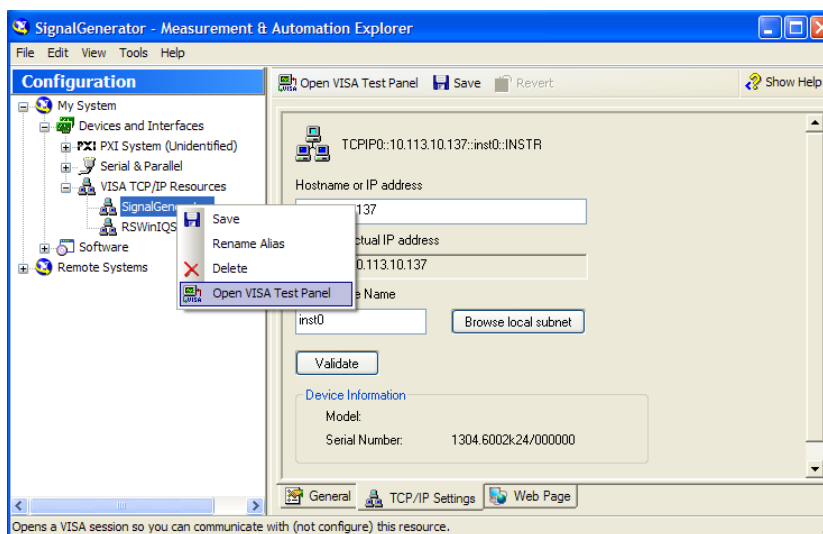 SignalGenerator - Measurement & Automation Explorer
File Edit View Tools Help
Configuration
Open VISA Test Panel Save Revert Show Help
My System
Devices and Interfaces
PXI PXI System (Unidentified)
Serial & Parallel
VISA TCP/IP Resources
SignalGen
RSWinIQS
Software
Remote Systems
Save
Rename Alias
Delete
Open VISA Test Panel
TCPIP0::10.113.10.137::inst0::INSTR
Hostname or IP address
137
ctual IP address
0.113.10.137
e Name
inst0
Browse local subnet
Validate
Device Information
Model:
Serial Number: 1304.6002k24/000000
General TCP/IP Settings Web Page
Opens a VISA session so you can communicate with (not configure) this resource.